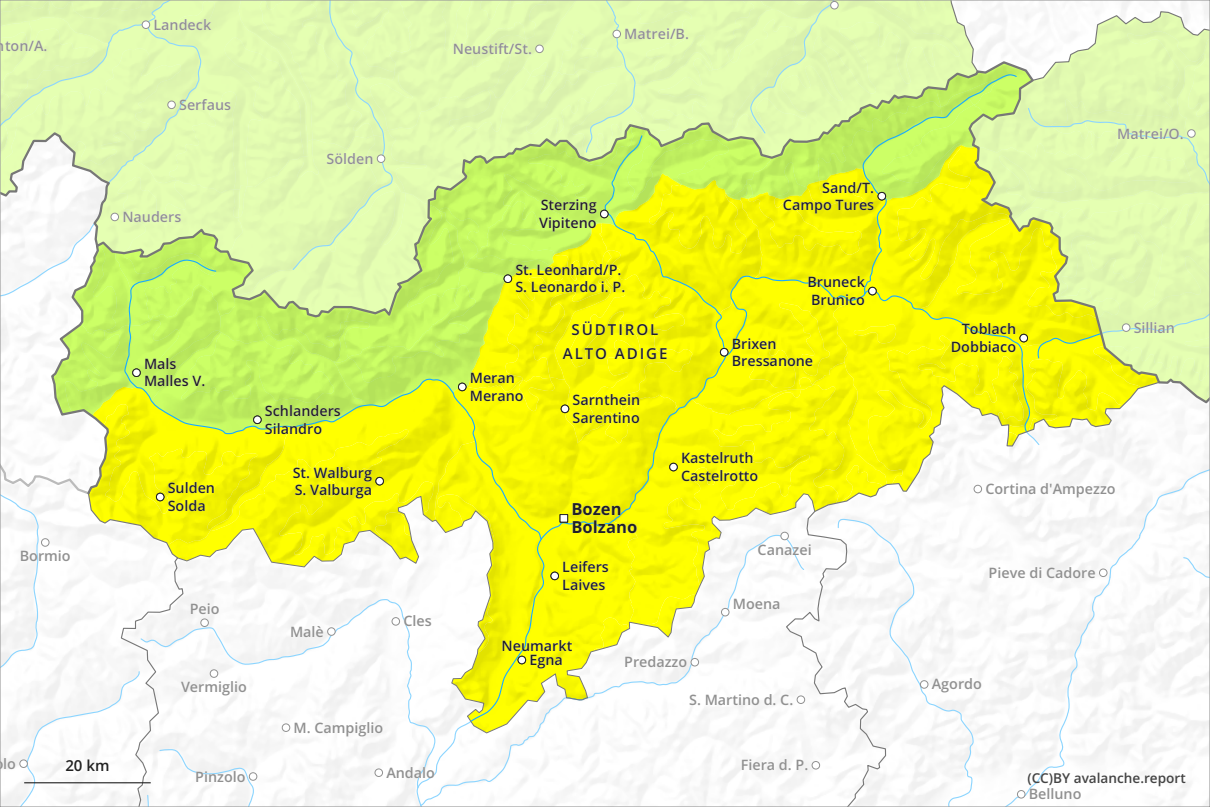 Landeck
nton/A.
Neustift/St.
Matrei/B.
Serfaus
Matrei/O.
Sölden
Nauders
Sand/T.
Campo Tures
Sterzing
Vipiteno
St. Leonhard/P.
S. Leonardo i. P.
Bruneck
Brunico
SÜDTIROL
ALTO ADIGE
Toblach
Dobbiaco
Sillian
Brixen
Bressanone
Mals
Malles V.
Meran
Merano
Sarnthein
Sarentino
Schlanders
Silandro
Kastelruth
Castelrotto
St. Walburg
S. Valburga
Sulden
Solda
Cortina d'Ampezzo
Bozen
Bolzano
Bormio
Canazei
Leifers
Laives
Pieve di Cadore
Peio
Moena
Cles
Malè
Neumarkt
Egna
Predazzo
Vermiglio
Agordo
S. Martino d. C.
M. Campiglio
olo
20 km
Pinzolo
Andalo
Fiera d. P.
(CC)BY avalanche.report
Belluno